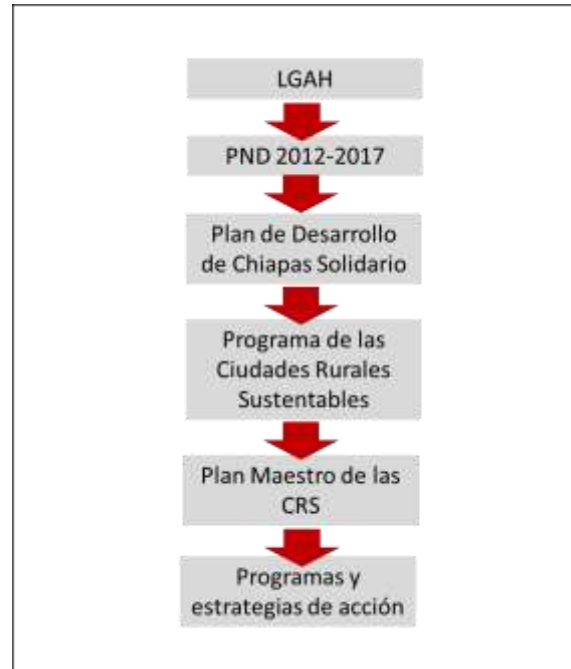 LGAH
PND 2012-2017
Plan de Desarrollo
de Chiapas Solidario
Programa de las
Ciudades Rurales
Sustentables
Plan Maestro de las
CRS
Programas y
estrategias de acción